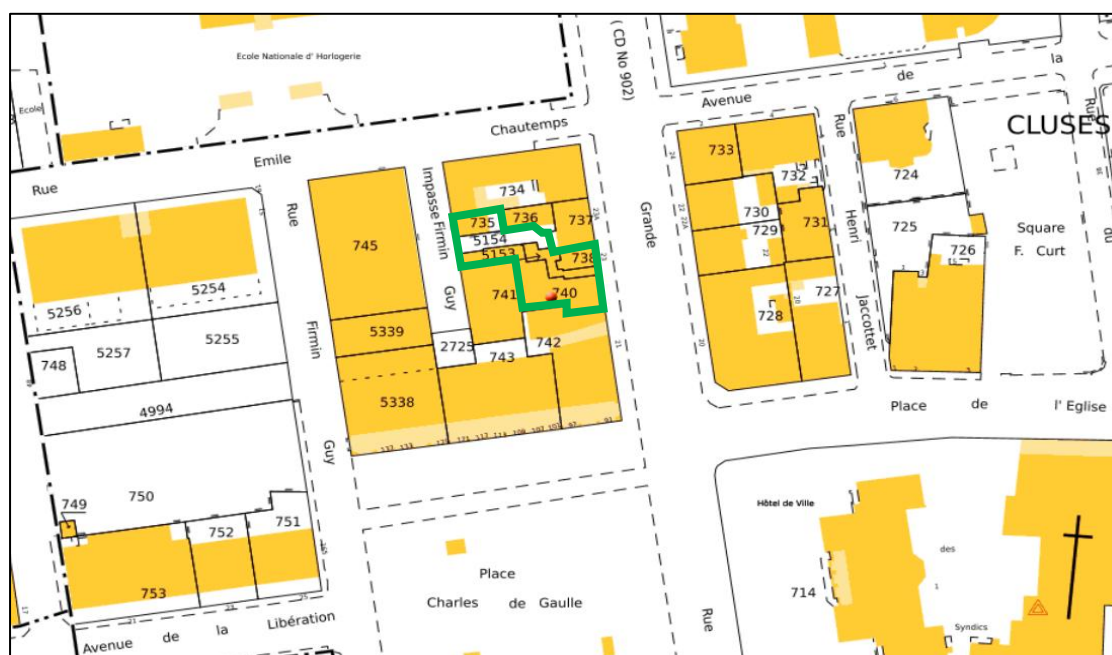 Ecole Nationale d' Horlogerie
(CD No 902)
de
la
Ecole
Avenue
Rue
Chautemps
CLUSES
Emile
Rue
733
732
724
734
Impasse
Firmin
Guy
735
736
737
5154
5153
738
741
740
730
729
731
Henri
Jaccottet
725
726
Square
F. Curt
Rue
du
745
Rue
Firmin
Guy
Grande
Rue
5256
5254
5257
5255
748
5339
2725
743
742
728
727
5338
4994
Place
de
l' Eglise
749
750
751
752
753
Hôtel de Ville
des
Syndics
714
Place
Charles de Gaulle
Avenue
de
la
Libération